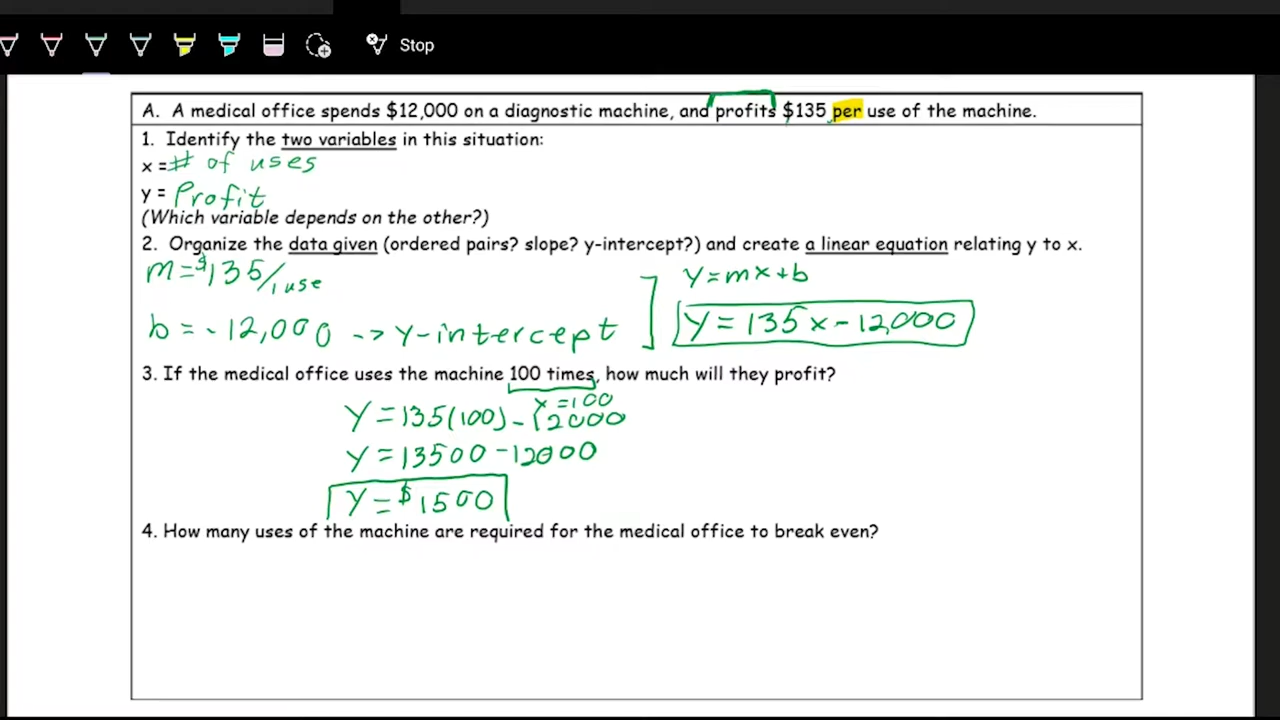 Stop
A. A medical office spends $12,000 on a diagnostic machine, and profits $135 per use of the machine.
1. Identify the two variables in this situation:
x = # of uses
y = Profit
(Which variable depends on the other?)
2. Organize the data given (ordered pairs? slope? y-intercept?) and create a linear equation relating y to x.
m = $135/1 use
b = -12,000 -> y-intercept
y = mx + b
y = 135x - 12,000
3. If the medical office uses the machine 100 times, how much will they profit?
x = 100
y = 135(100) - 12000
y = 13500 - 12000
y = $1500
4. How many uses of the machine are required for the medical office to break even?